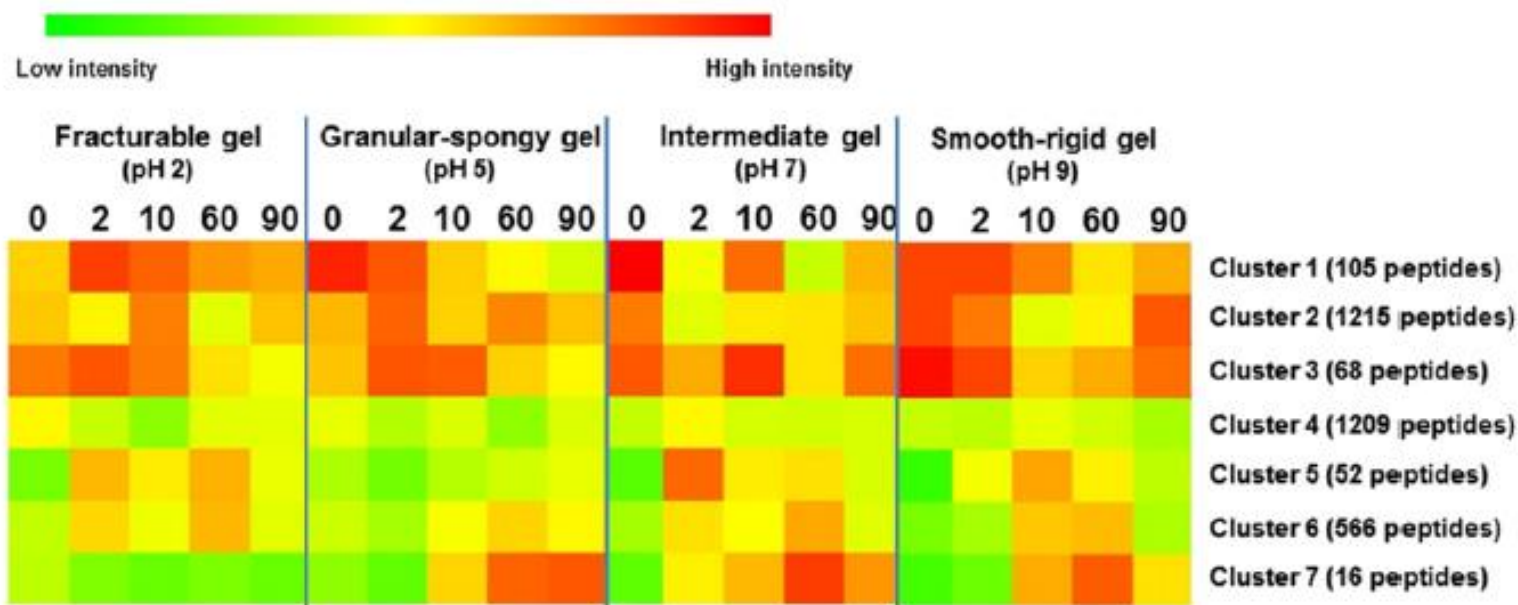 Low intensity High intensity
Fracturable gel Granular-spongy gel Intermediate gel Smooth-rigid gel
(pH 2) (pH 5) (pH 7) (pH 9)
0 2 10 60 90 0 2 10 60 90 0 2 10 60 90 0 2 10 60 90
Cluster 1 (105 peptides)
Cluster 2 (1215 peptides)
Cluster 3 (68 peptides)
Cluster 4 (1209 peptides)
Cluster 5 (52 peptides)
Cluster 6 (566 peptides)
Cluster 7 (16 peptides)